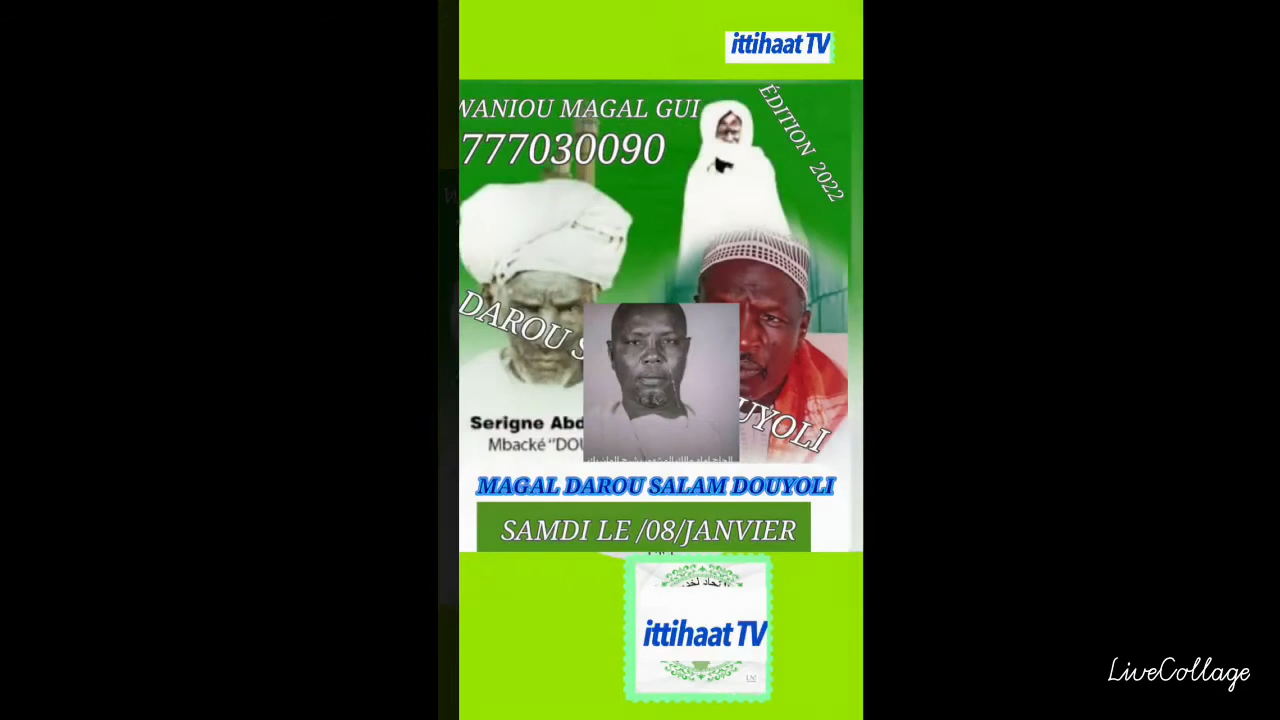 ittihaat TV
WANIOU MAGAL GUI
777030090
ÉDITION 2022
DAROU S
UYOLI
Serigne Abd
Mbacké "DOU
MAGAL DAROU SALAM DOUYOLI
SAMDI LE /08/JANVIER
ittihaat TV
LiveCollage